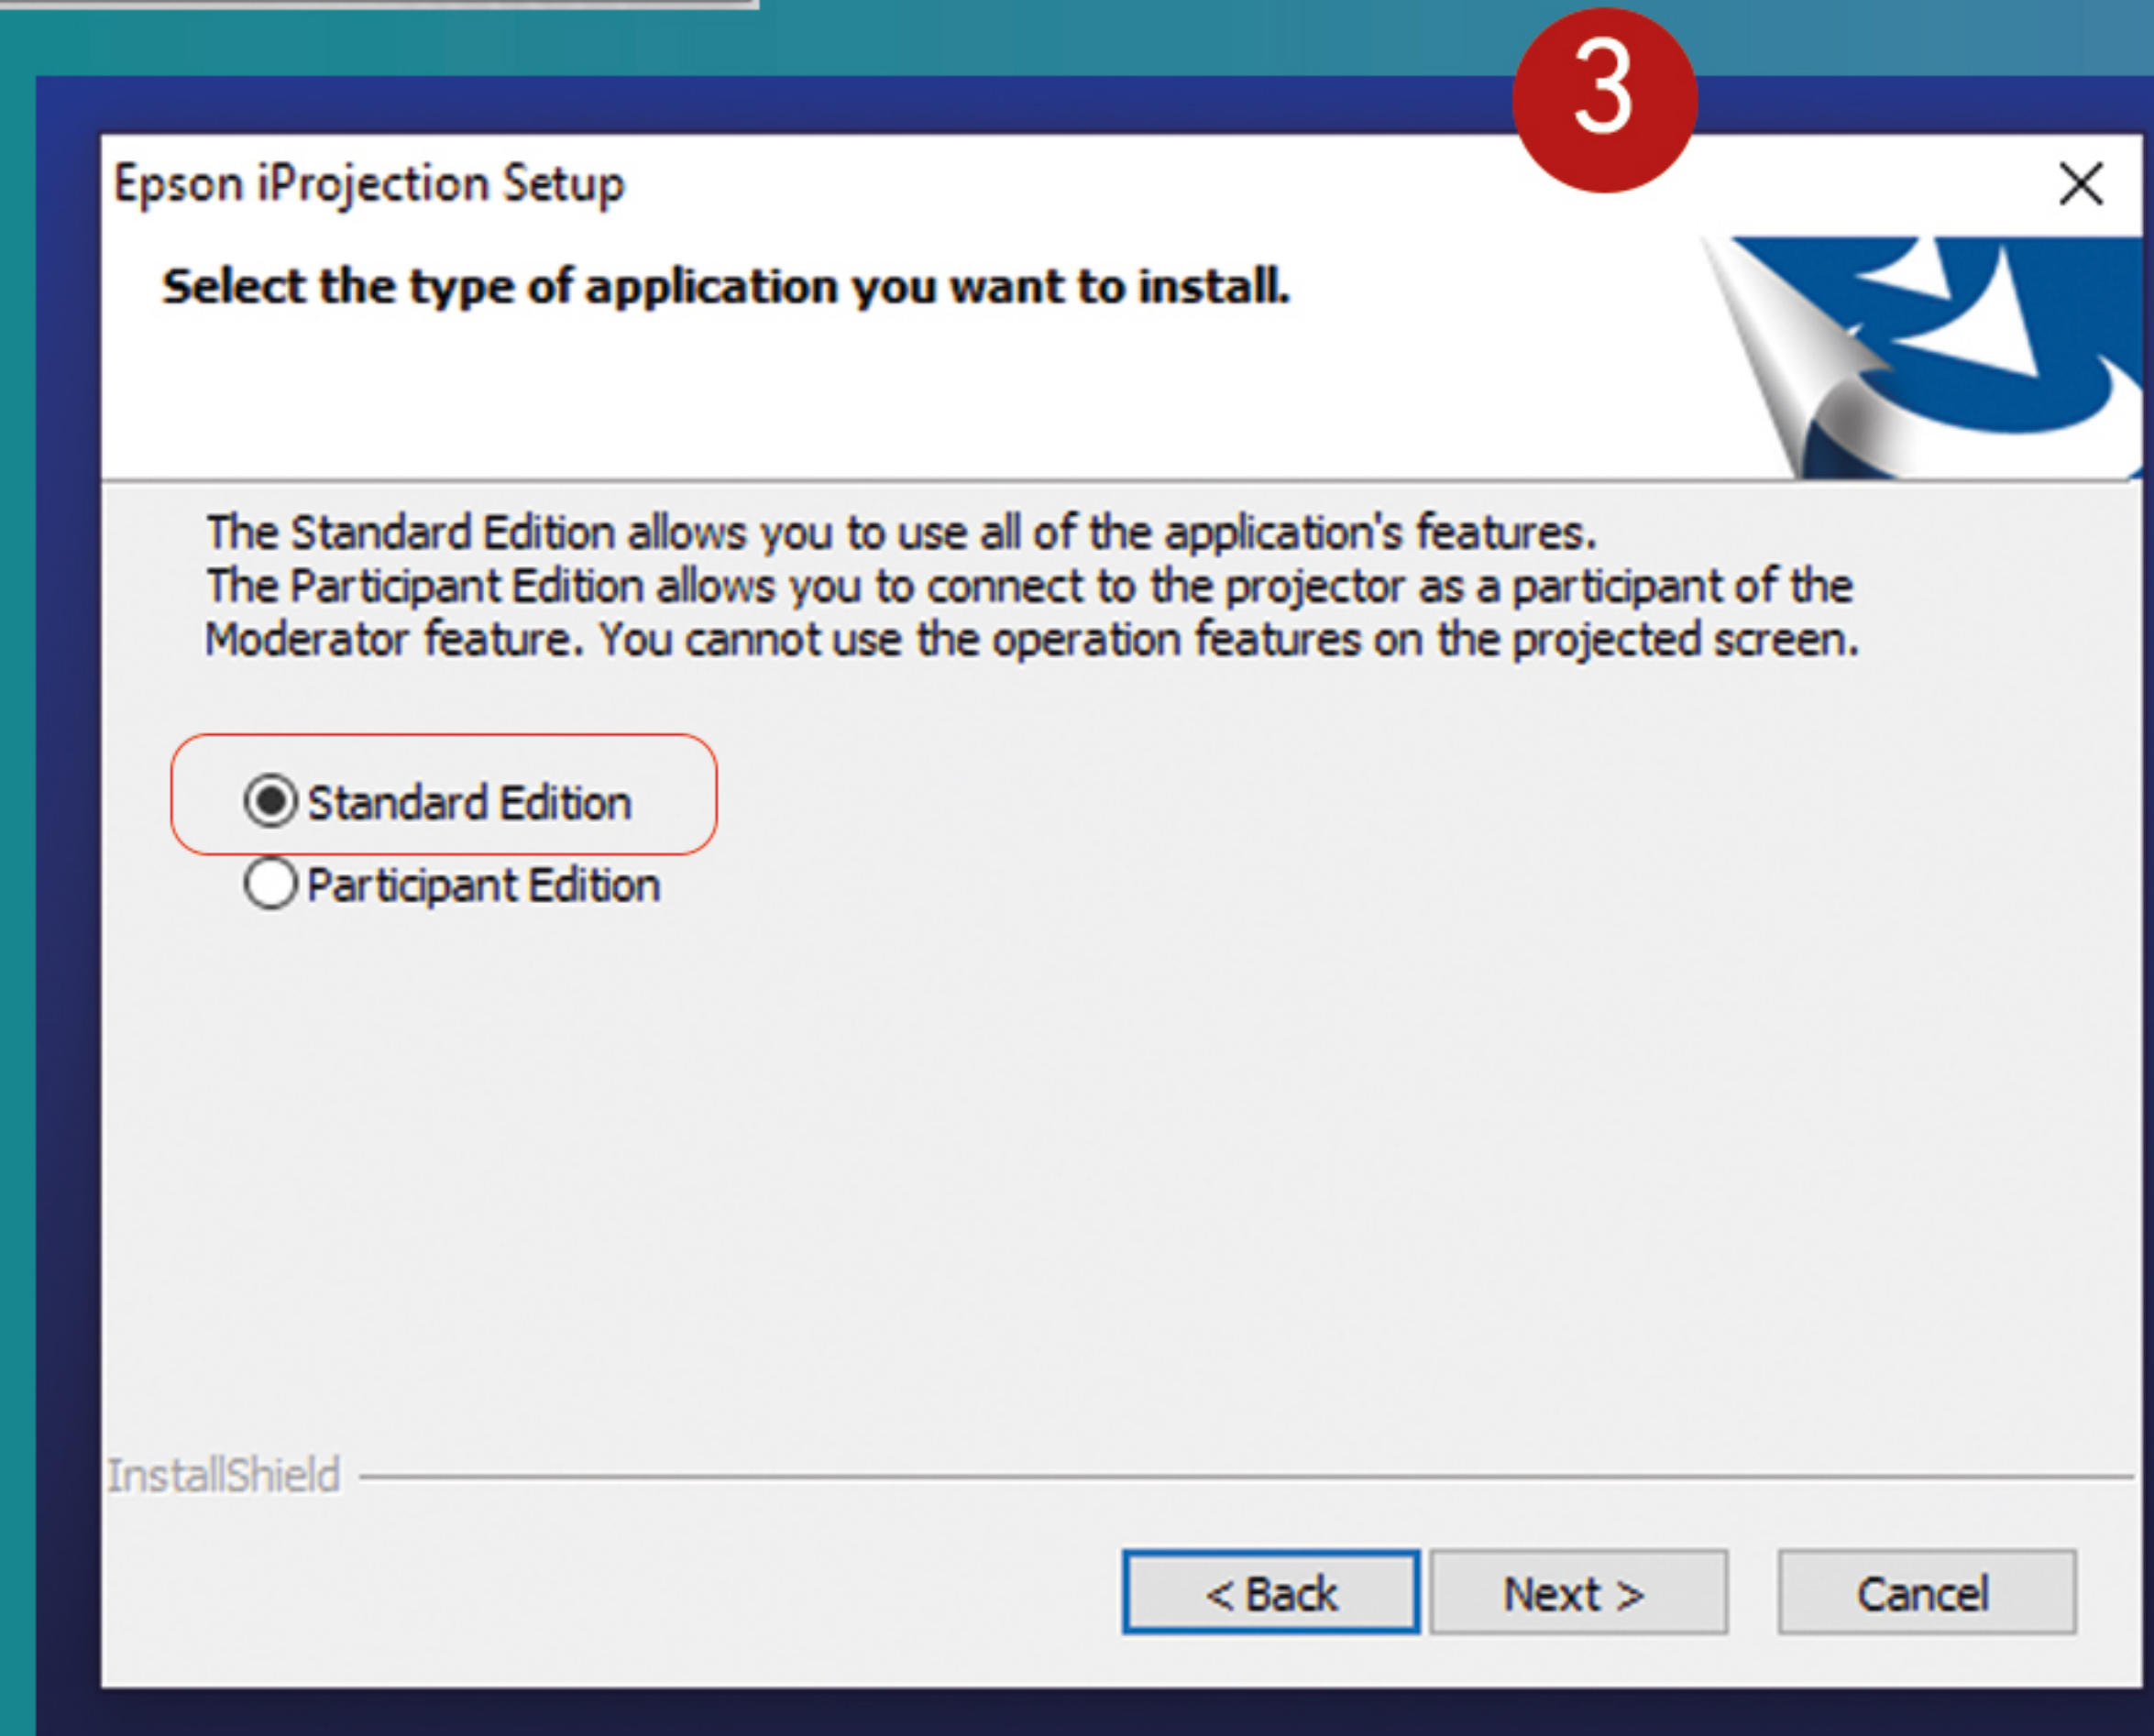 3
Epson iProjection Setup
Select the type of application you want to install.
The Standard Edition allows you to use all of the application's features.
The Participant Edition allows you to connect to the projector as a participant of the
Moderator feature. You cannot use the operation features on the projected screen.
Standard Edition
Participant Edition
InstallShield
< Back
Next >
Cancel